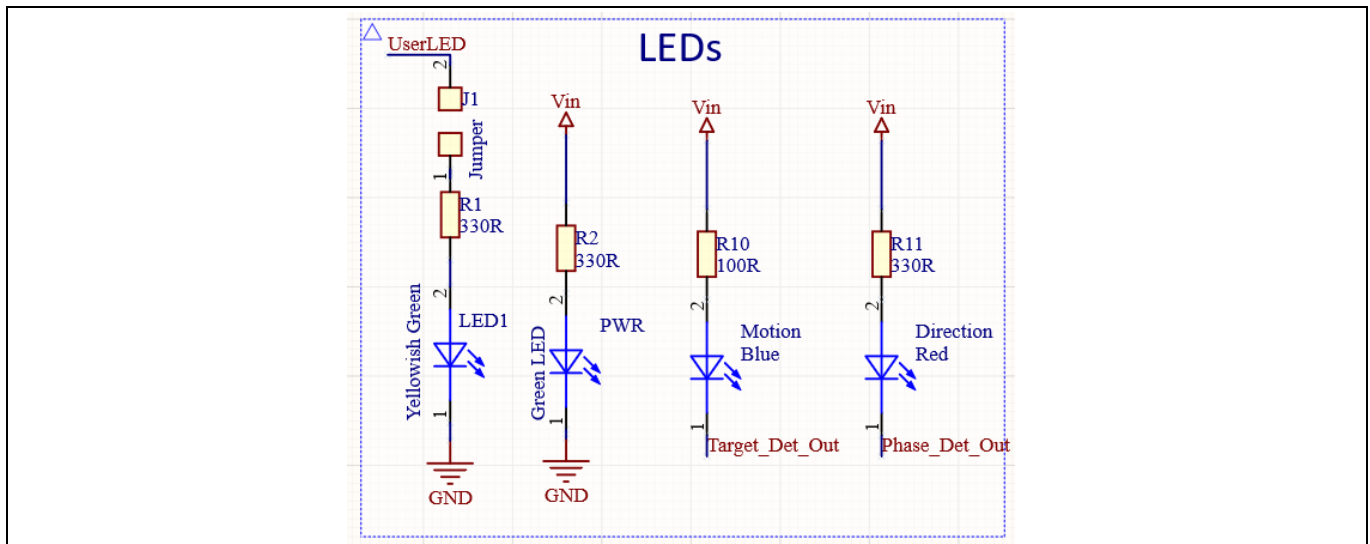 LEDs
UserLED
2
J1
Jumper
1
R1
330R
2
LED1
Yellowish Green
1
GND
Vin
R2
330R
2
PWR
Green LED
1
GND
Vin
R10
100R
2
Motion
Blue
1
Target_Det_Out
Vin
R11
330R
2
Direction
Red
1
Phase_Det_Out